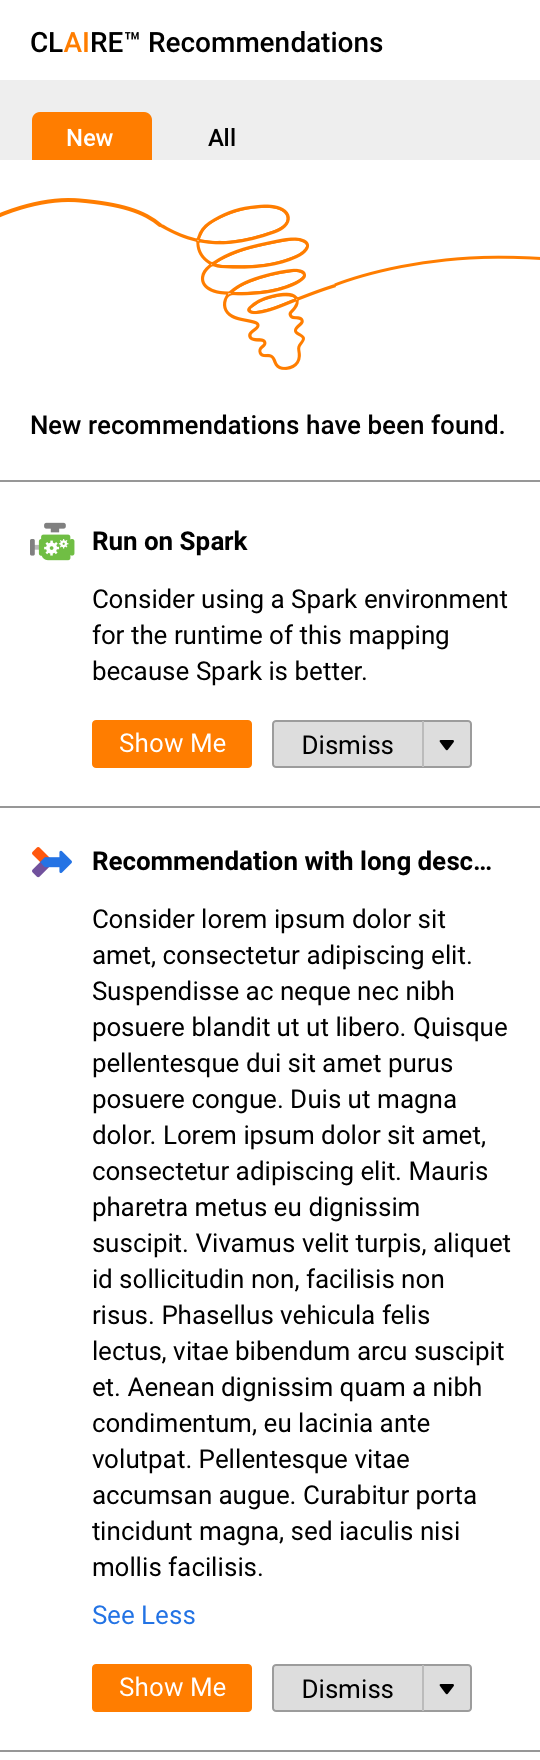 CLAIRE™ Recommendations
New
All
New recommendations have been found.
Run on Spark
Consider using a Spark environment
for the runtime of this mapping
because Spark is better.
Show Me
Dismiss
Recommendation with long desc...
Consider lorem ipsum dolor sit
amet, consectetur adipiscing elit.
Suspendisse ac neque nec nibh
posuere blandit ut ut libero. Quisque
pellentesque dui sit amet purus
posuere congue. Duis ut magna
dolor. Lorem ipsum dolor sit amet,
consectetur adipiscing elit. Mauris
pharetra metus eu dignissim
suscipit. Vivamus velit turpis, aliquet
id sollicitudin non, facilisis non
risus. Phasellus vehicula felis
lectus, vitae bibendum arcu suscipit
et. Aenean dignissim quam a nibh
condimentum, eu lacinia ante
volutpat. Pellentesque vitae
accumsan augue. Curabitur porta
tincidunt magna, sed iaculis nisi
mollis facilisis.
See Less
Show Me
Dismiss